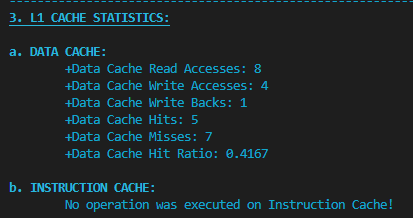 3. L1 CACHE STATISTICS:
a. DATA CACHE:
+Data Cache Read Accesses: 8
+Data Cache Write Accesses: 4
+Data Cache Write Backs: 1
+Data Cache Hits: 5
+Data Cache Misses: 7
+Data Cache Hit Ratio: 0.4167
b. INSTRUCTION CACHE:
No operation was executed on Instruction Cache!